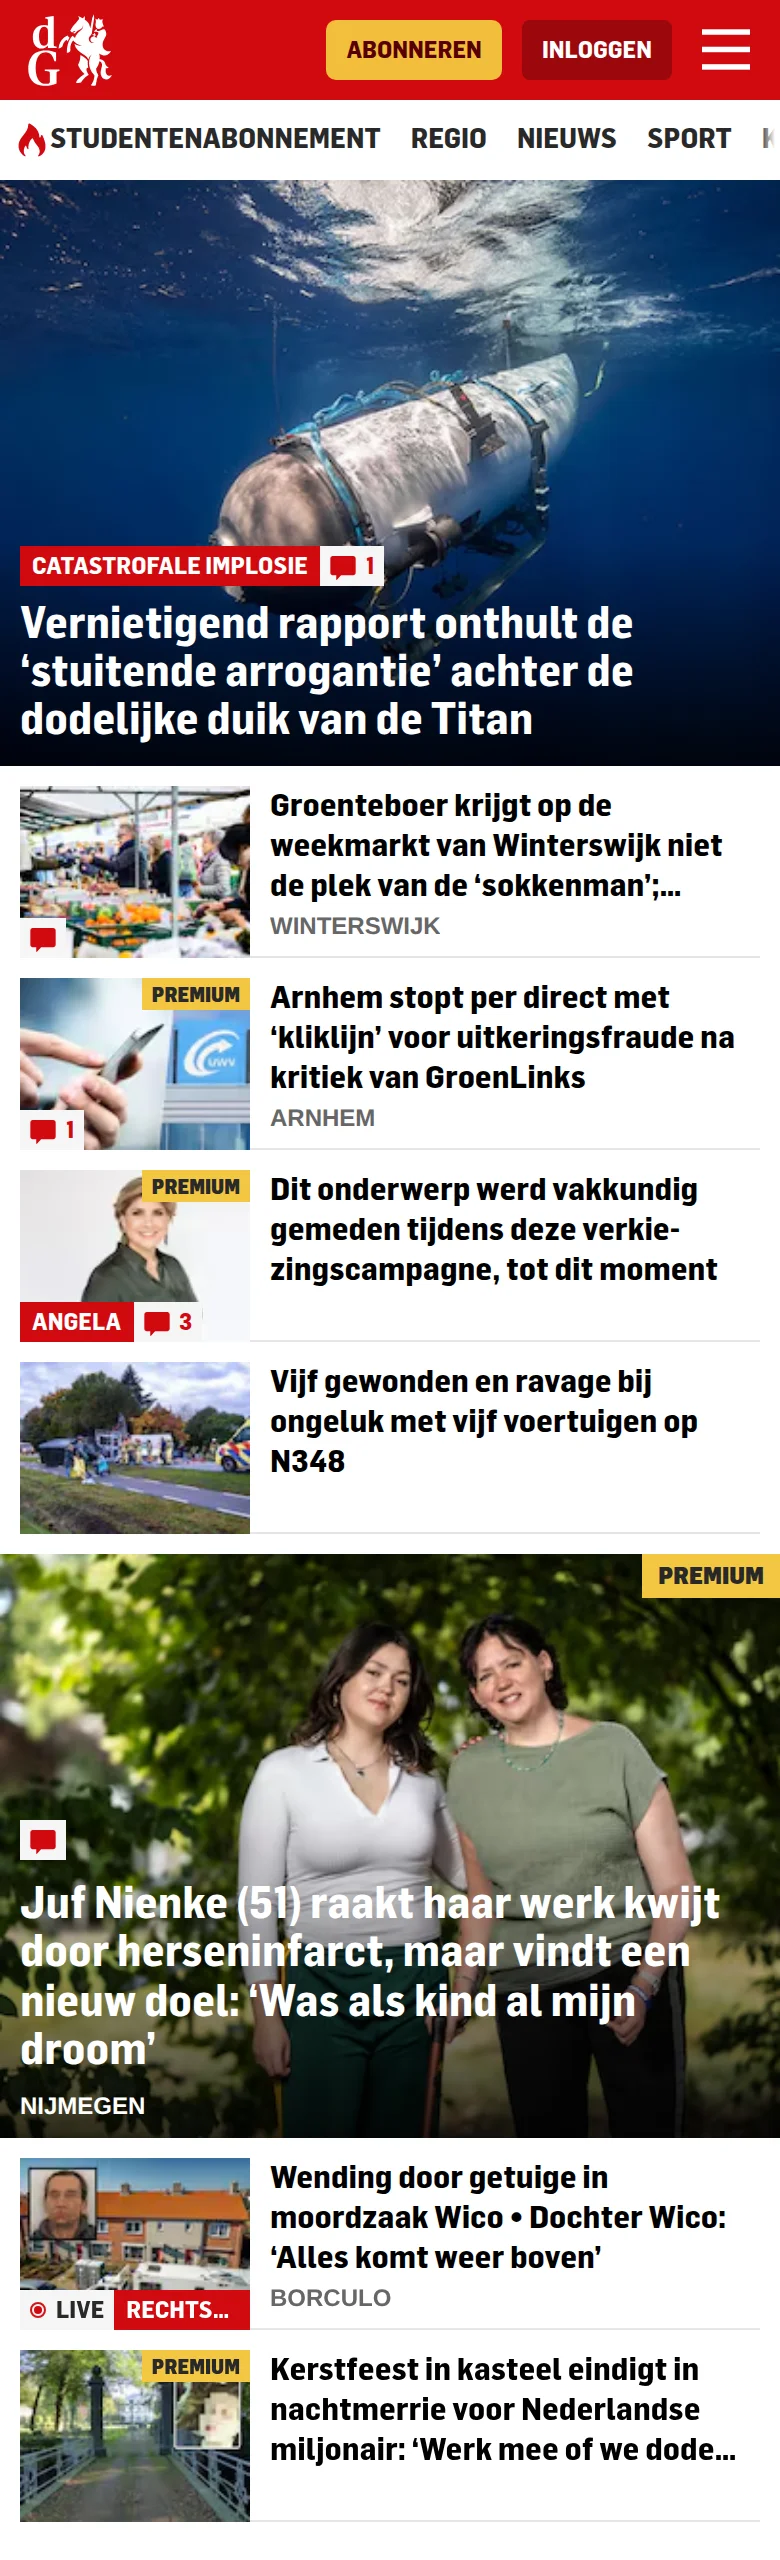 dG
ABONNEREN
INLOGGEN
STUDENTENABONNEMENT REGIO NIEUWS SPORT
CATASTROFALE IMPLOSIE 1
Vernietigend rapport onthult de
‘stuitende arrogantie’ achter de
dodelijke duik van de Titan
Groenteboer krijgt op de
weekmarkt van Winterswijk niet
de plek van de ‘sokkenman’;...
WINTERSWIJK
PREMIUM
UWV
1
Arnhem stopt per direct met
‘kliklijn’ voor uitkeringsfraude na
kritiek van GroenLinks
ARNHEM
PREMIUM
ANGELA 3
Dit onderwerp werd vakkundig
gemeden tijdens deze verkie-
zingscampagne, tot dit moment
Vijf gewonden en ravage bij
ongeluk met vijf voertuigen op
N348
PREMIUM
Juf Nienke (51) raakt haar werk kwijt
door herseninfarct, maar vindt een
nieuw doel: ‘Was als kind al mijn
droom’
NIJMEGEN
LIVE RECHTS...
Wending door getuige in
moordzaak Wico • Dochter Wico:
‘Alles komt weer boven’
BORCULO
PREMIUM
Kerstfeest in kasteel eindigt in
nachtmerrie voor Nederlandse
miljonair: ‘Werk mee of we dode...